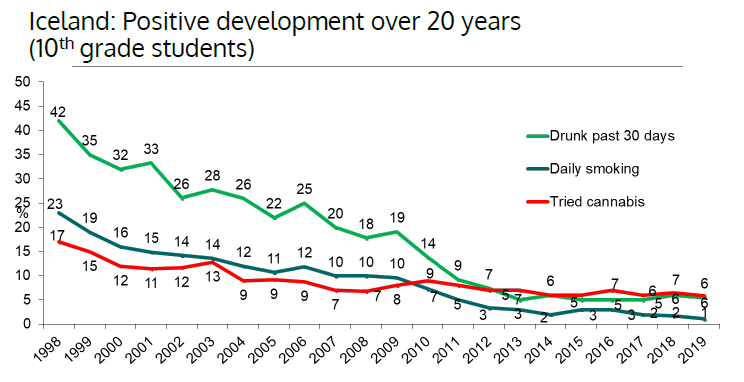 Iceland: Positive development over 20 years
(10th grade students)
50
45
40
35
30
25
20
15
10
5
0
%
42 35 32 33 26 28 26 22 25 20 18 19 14 9 7 5 6 5 5 5 6 6
23 19 16 15 14 14 12 11 12 10 10 10 7 5 3 3 2 3 3 2 2 1
17 15 12 11 12 13 9 9 9 7 7 8 9 7 7 6 7 6
Drunk past 30 days
Daily smoking
Tried cannabis
1998 1999 2000 2001 2002 2003 2004 2005 2006 2007 2008 2009 2010 2011 2012 2013 2014 2015 2016 2017 2018 2019